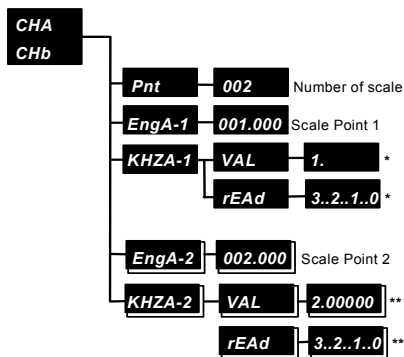 CHA
CHb
Pnt 002 Number of scale
EngA-1 001.000 Scale Point 1
KHZA-1 VAL 1. *
rEAd 3..2..1..0 *
EngA-2 002.000 Scale Point 2
KHZA-2 VAL 2.00000 **
rEAd 3..2..1..0 **